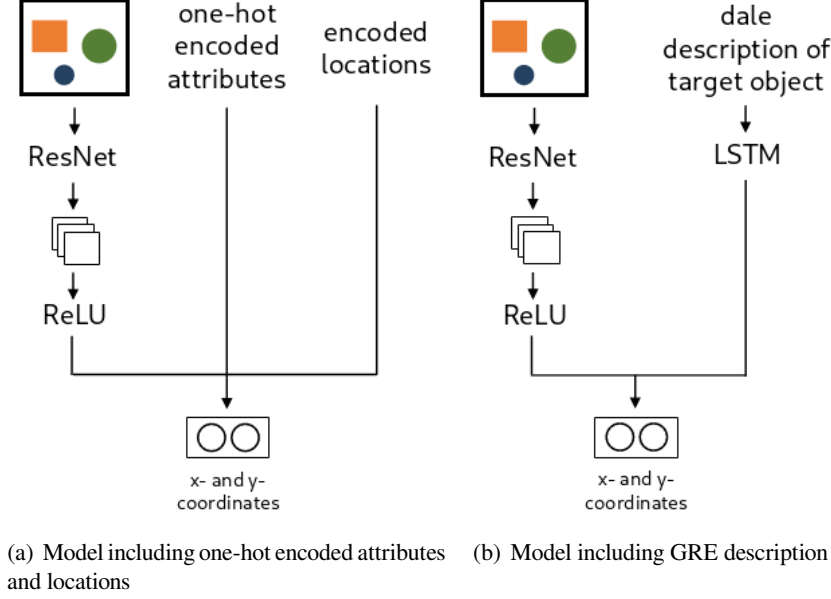 one-hot
encoded
attributes
encoded
locations
ResNet
ReLU
x- and y-
coordinates
(a) Model including one-hot encoded attributes
and locations
dale
description of
target object
ResNet
LSTM
ReLU
x- and y-
coordinates
(b) Model including GRE description